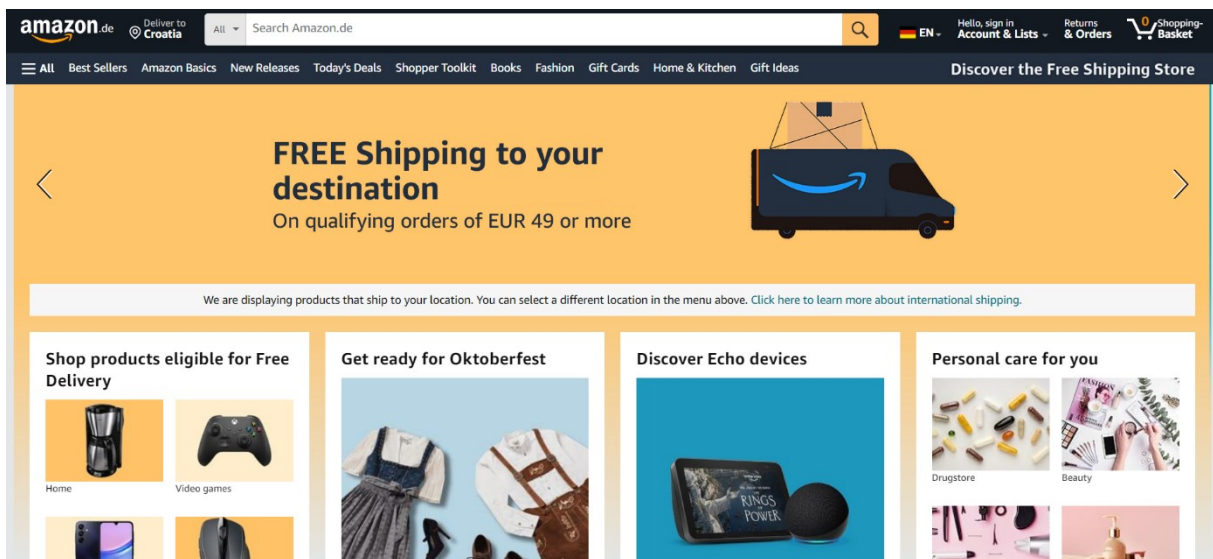 amazon.de
Deliver to
Croatia
All
Search Amazon.de
EN
Hello, sign in
Account & Lists
Returns
& Orders
0
Shopping-
Basket
All Best Sellers Amazon Basics New Releases Today's Deals Shopper Toolkit Books Fashion Gift Cards Home & Kitchen Gift Ideas
Discover the Free Shipping Store
FREE Shipping to your
destination
On qualifying orders of EUR 49 or more
We are displaying products that ship to your location. You can select a different location in the menu above. Click here to learn more about international shipping.
Shop products eligible for Free
Delivery
Home
Video games
Get ready for Oktoberfest
Discover Echo devices
THE
RINGS
OF
POWER
Personal care for you
FASHION
Drugstore
Beauty